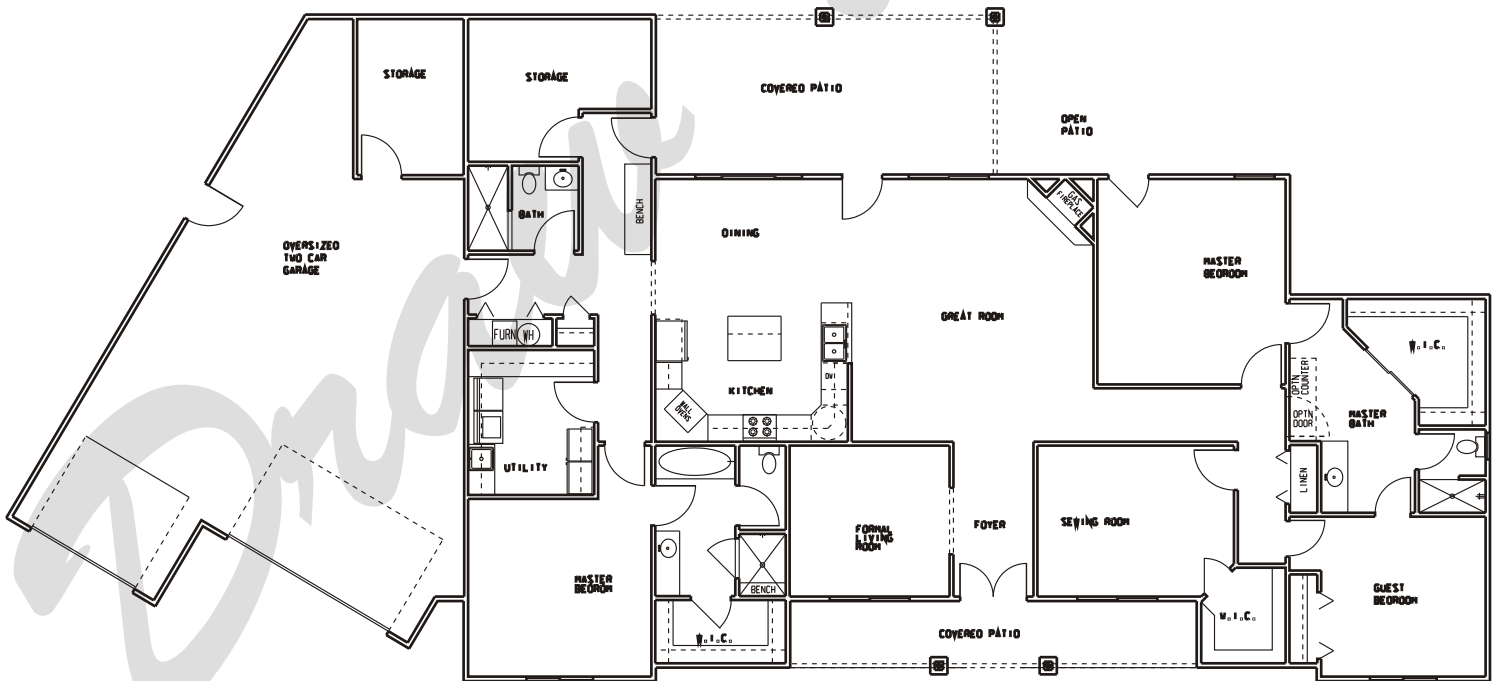 STORAGE
STORAGE
COVERED PATIO
OPEN
PATIO
BATH
BENCH
DINING
GAS
FIREPLACE
OVERSIZED
TWO CAR
GARAGE
MASTER
BEDROOM
GREAT ROOM
FURN
WH
W.I.C.
OPTN
COUNTER
DW
KITCHEN
WALL
OVENS
OPTN
DOOR
MASTER
BATH
UTILITY
LINEN
FORMAL
LIVING
ROOM
FOYER
SEWING ROOM
MASTER
BEDROM
BENCH
GUEST
BEDROOM
W.I.C.
COVERED PATIO
W.I.C.
Draw